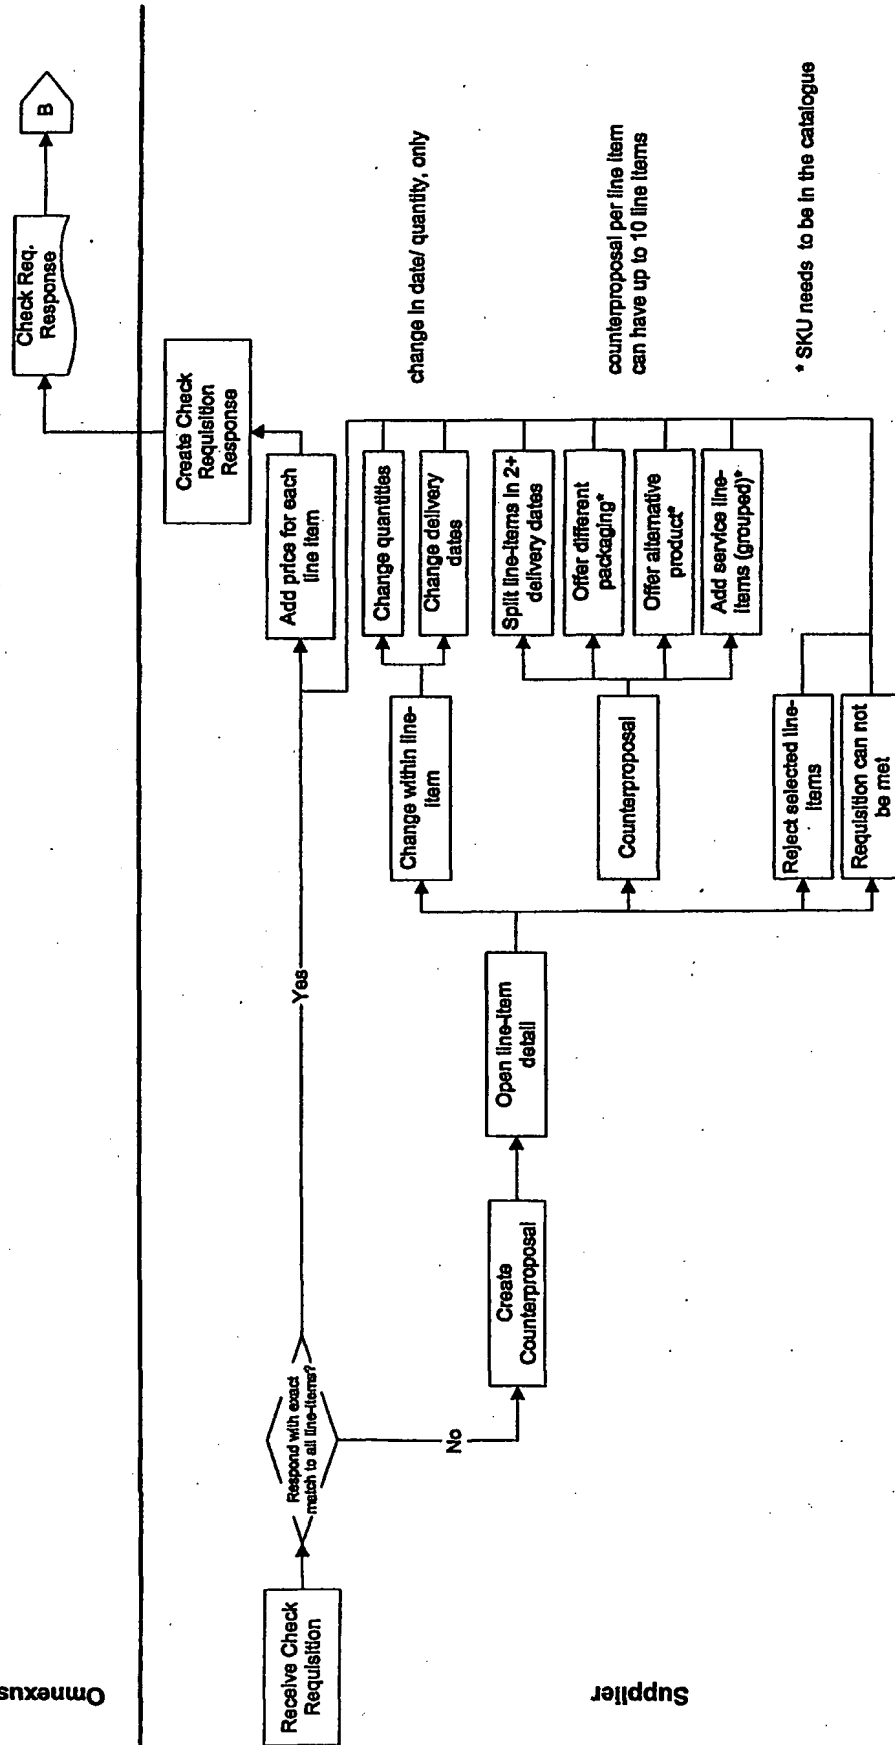 Omnexus
Check Req.
Response
B
Supplier
Receive Check
Requisition
Respond with exact
match to all line-items?
Yes
No
Add price for each
line item
Create Check
Requisition
Response
Create
Counterproposal
Open line-item
detail
Change within line-
item
Change quantities
Change delivery
dates
change in date/ quantity, only
Counterproposal
Split line-items in 2+
delivery dates
Offer different
packaging*
Offer alternative
product*
Add service line-
items (grouped)*
counterproposal per line item
can have up to 10 line items
Reject selected line-
items
Requisition can not
be met
* SKU needs to be in the catalogue